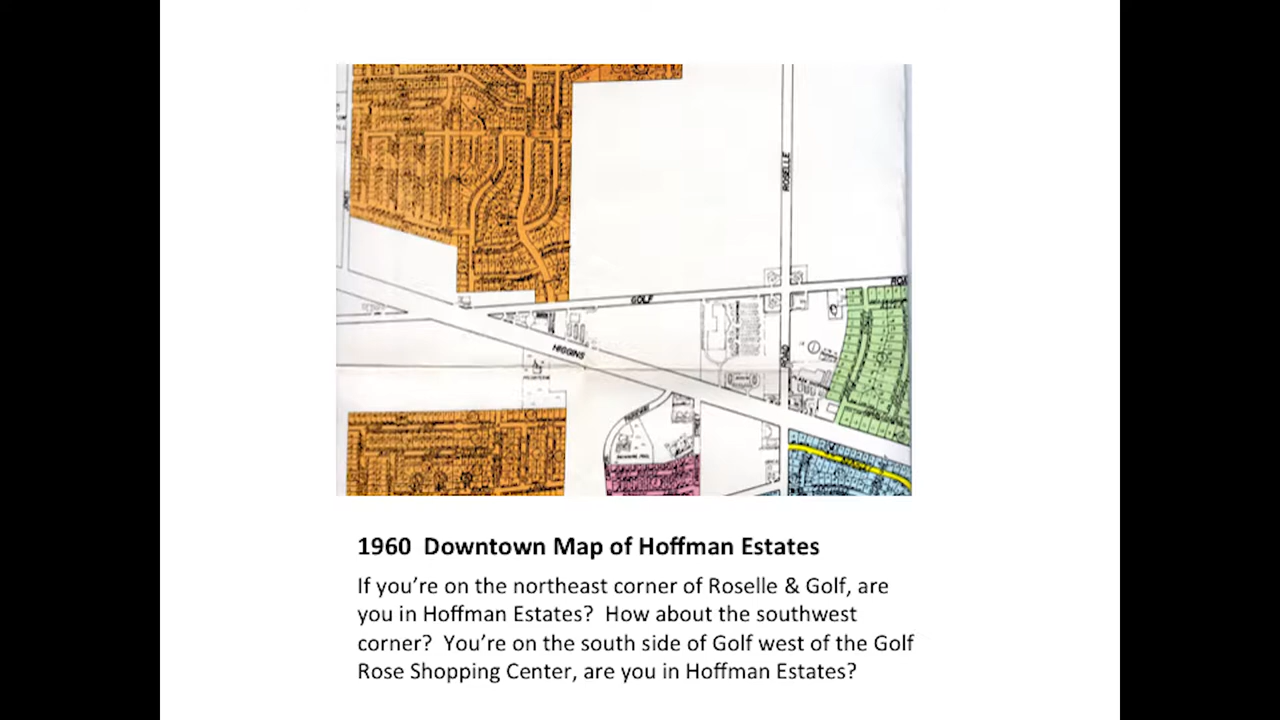 ROSELLE
GOLF
ROAD
HIGGINS
1960  Downtown Map of Hoffman Estates
If you’re on the northeast corner of Roselle & Golf, are
you in Hoffman Estates?  How about the southwest
corner?  You’re on the south side of Golf west of the Golf
Rose Shopping Center, are you in Hoffman Estates?